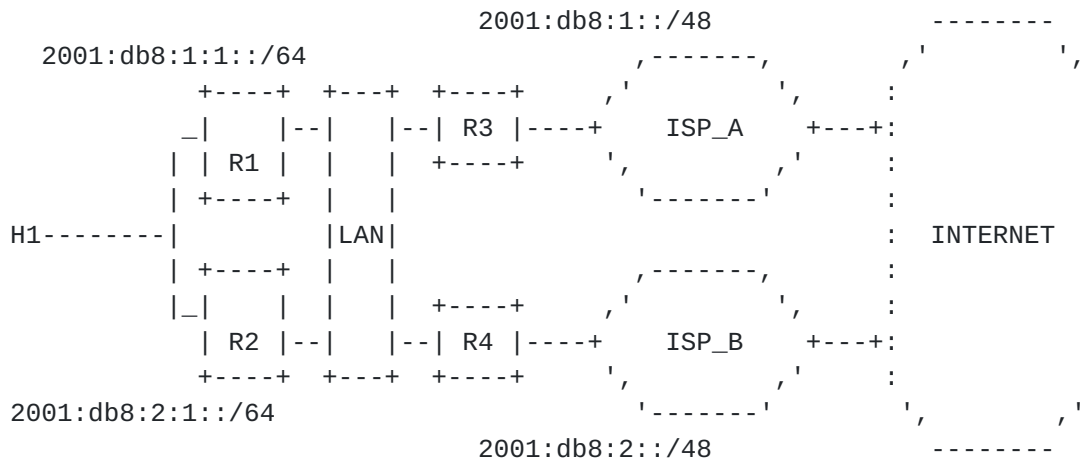 2001:db8:1::/48                --------
  2001:db8:1:1::/64                     ,-------,        ,'        ',
            +----+  +---+  +----+     ,'         ',     :
           _|    |--|   |--| R3 |----+    ISP_A    +---+:
          | | R1 |  |   |  +----+     ',         ,'     :
          | +----+  |   |               '-------'       :
H1--------|         |LAN|                               :  INTERNET
          | +----+  |   |               ,-------,       :
          |_|    |  |   |  +----+     ,'         ',     :
            | R2 |--|   |--| R4 |----+    ISP_B    +---+:
            +----+  +---+  +----+     ',         ,'     :
2001:db8:2:1::/64                       '-------'        ',        ,'
                              2001:db8:2::/48              --------